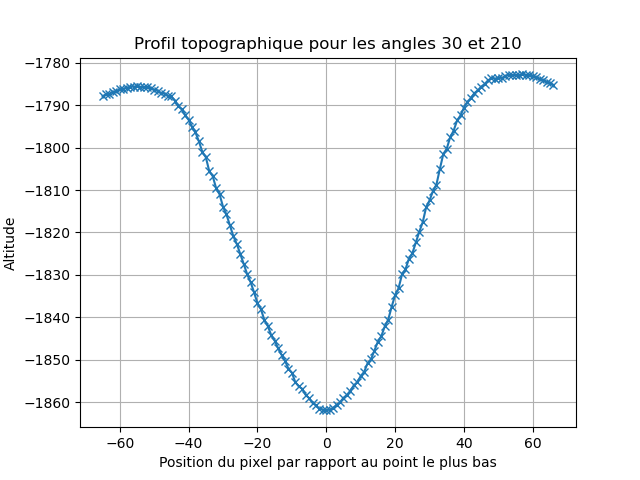 Profil topographique pour les angles 30 et 210
Altitude
−1780
−1790
−1800
−1810
−1820
−1830
−1840
−1850
−1860
−60 −40 −20 0 20 40 60
Position du pixel par rapport au point le plus bas